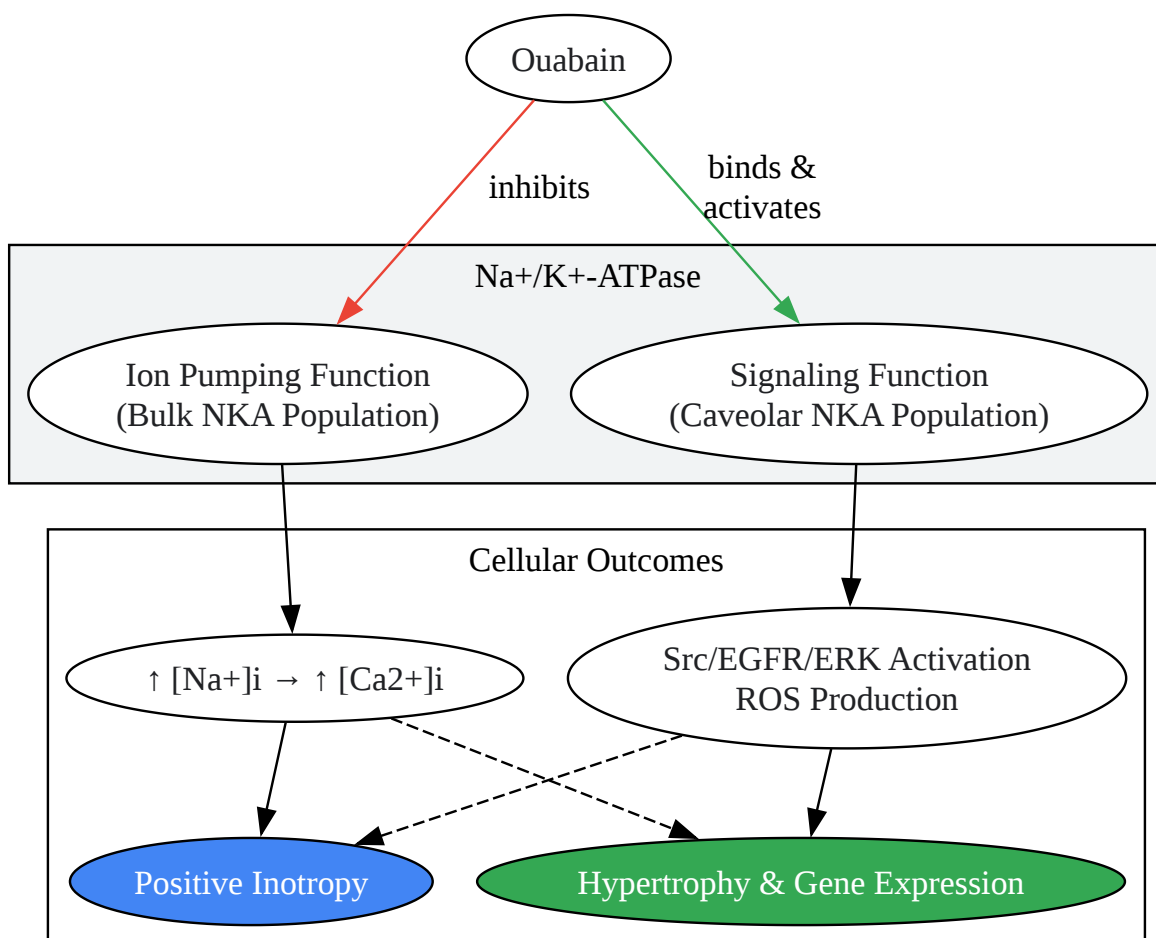 Ouabain
inhibits
binds &
activates
Na+/K+-ATPase
Ion Pumping Function
(Bulk NKA Population)
Signaling Function
(Caveolar NKA Population)
Cellular Outcomes
↑ [Na+]i → ↑ [Ca2+]i
Src/EGFR/ERK Activation
ROS Production
Positive Inotropy
Hypertrophy & Gene Expression